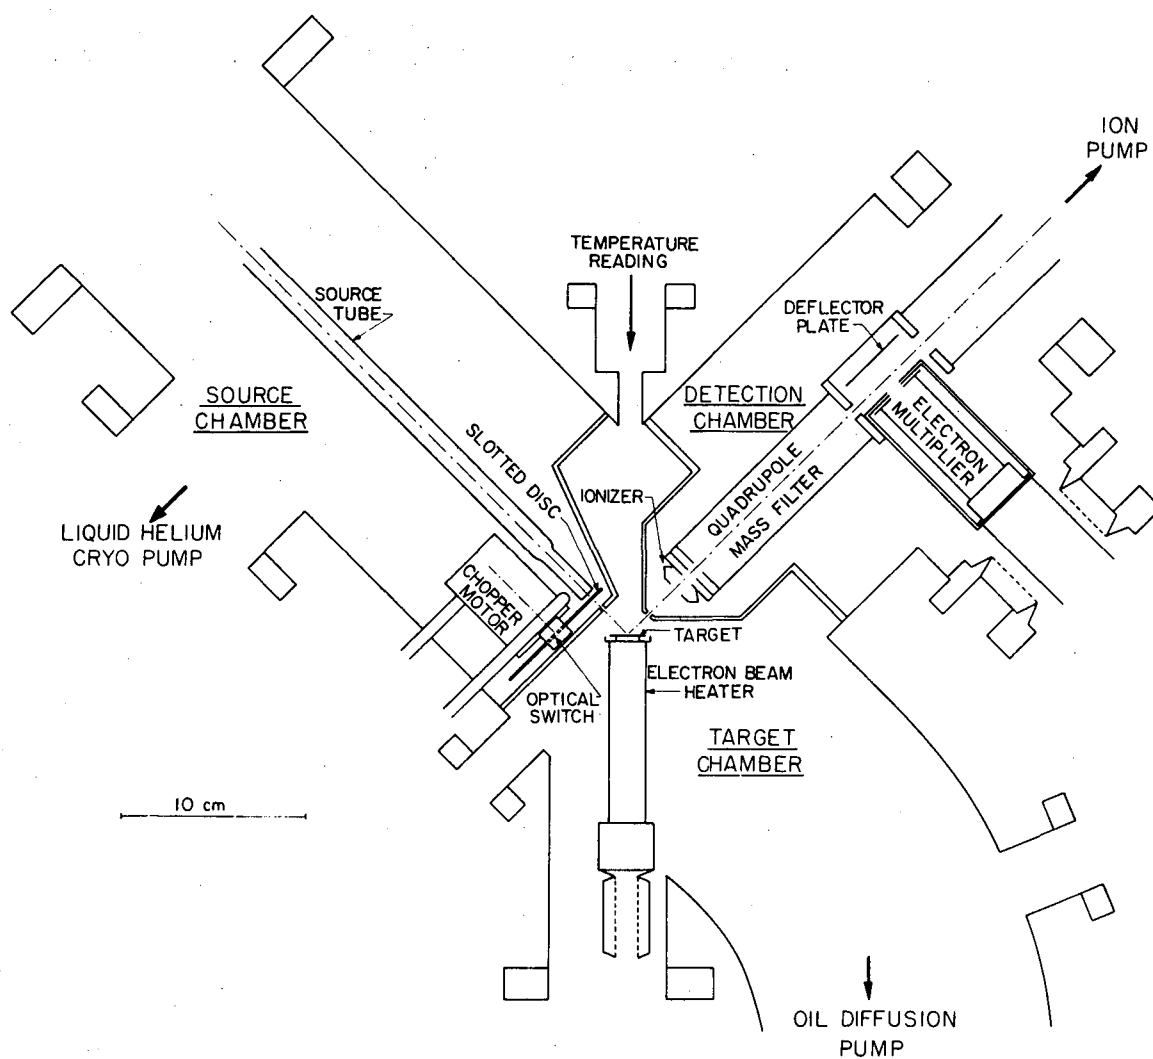 ION
PUMP
TEMPERATURE
READING
SOURCE
TUBE
DEFLECTOR
PLATE
SOURCE
CHAMBER
DETECTION
CHAMBER
ELECTRON
MULTIPLIER
SLOTTED DISC
IONIZER
QUADRUPOLE
MASS FILTER
LIQUID HELIUM
CRYO PUMP
CHOPPER
MOTOR
TARGET
ELECTRON BEAM
HEATER
OPTICAL
SWITCH
TARGET
CHAMBER
10 cm
OIL DIFFUSION
PUMP